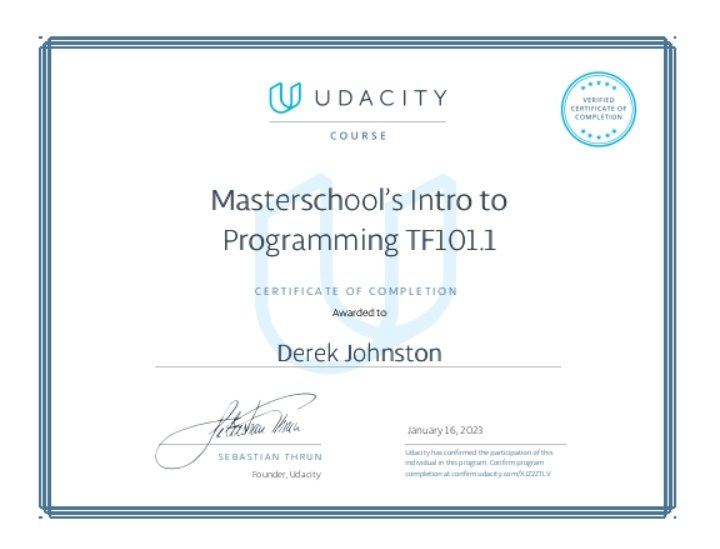 UDACITY
COURSE
VERIFIED
CERTIFICATE OF
COMPLETION
Masterschool's Intro to
Programming TF101.1
CERTIFICATE OF COMPLETION
Awarded to
Derek Johnston
Sebastian Thrun
SEBASTIAN THRUN
Founder, Udacity
January 16, 2023
Udacity has confirmed the participation of this
individual in this program. Confirm program
completion at confirm.udacity.com/XJZ2ZTLV